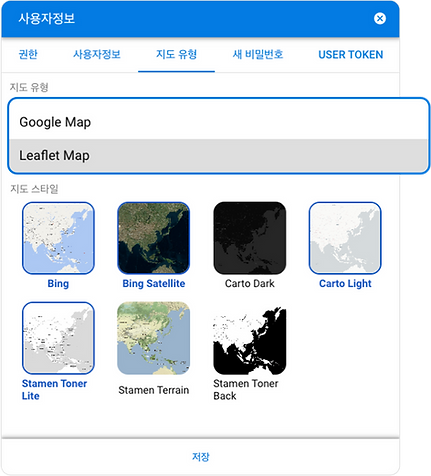 사용자정보
권한 사용자정보 지도 유형 새 비밀번호 USER TOKEN
지도 유형
Google Map
Leaflet Map
지도 스타일
Bing Bing Satellite Carto Dark Carto Light
Stamen Toner Lite
Stamen Terrain
Stamen Toner Back
저장